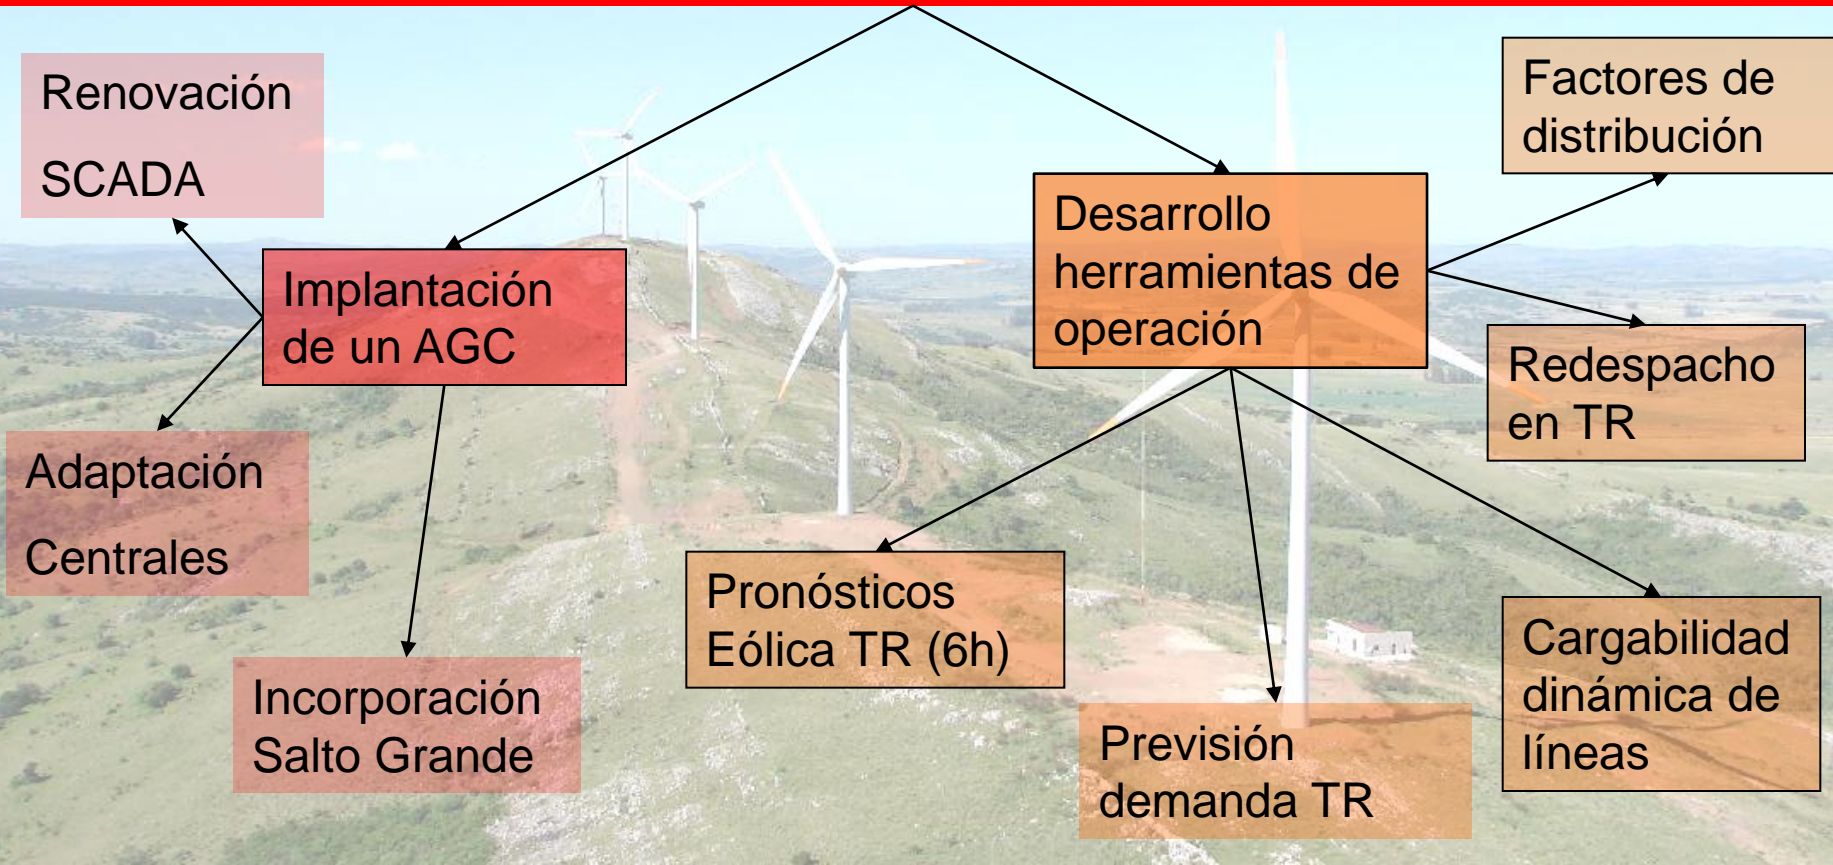 Renovación
SCADA
Factores de
distribución
Desarrollo
herramientas de
operación
Implantación
de un AGC
Redespacho
en TR
Adaptación
Centrales
Pronósticos
Eólica TR (6h)
Cargabilidad
dinámica de
líneas
Incorporación
Salto Grande
Previsión
demanda TR